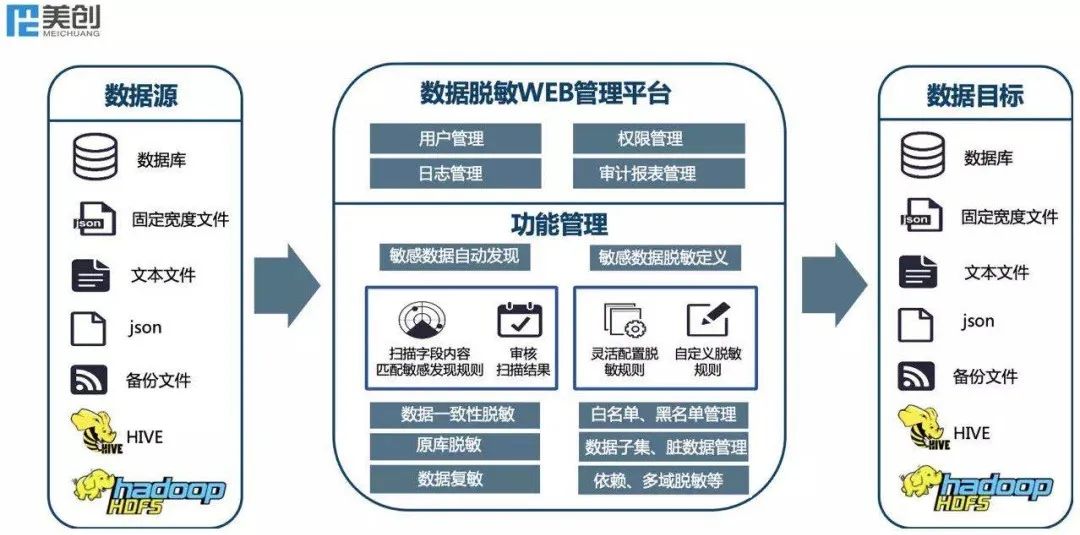 美创
MEICHUANG
数据源
数据库
json
固定宽度文件
文本文件
json
备份文件
HIVE
HIVE
hadoop
HDFS
数据脱敏WEB管理平台
用户管理
权限管理
日志管理
审计报表管理
功能管理
敏感数据自动发现
敏感数据脱敏定义
扫描字段内容
匹配敏感发现规则
审核
扫描结果
灵活配置脱
敏规则
自定义脱敏
规则
数据一致性脱敏
白名单、黑名单管理
原库脱敏
数据子集、脏数据管理
数据复敏
依赖、多域脱敏等
数据目标
数据库
json
固定宽度文件
文本文件
json
备份文件
HIVE
HIVE
hadoop
HDFS